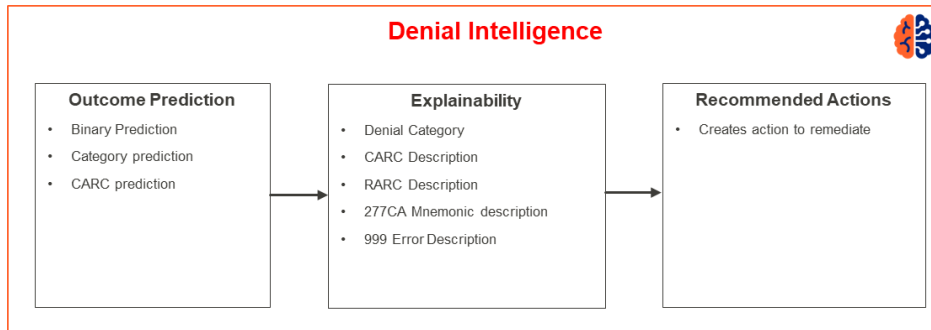 Denial Intelligence
Outcome Prediction
• Binary Prediction
• Category prediction
• CARC prediction
Explainability
• Denial Category
• CARC Description
• RARC Description
• 277CA Mnemonic description
• 999 Error Description
Recommended Actions
• Creates action to remediate